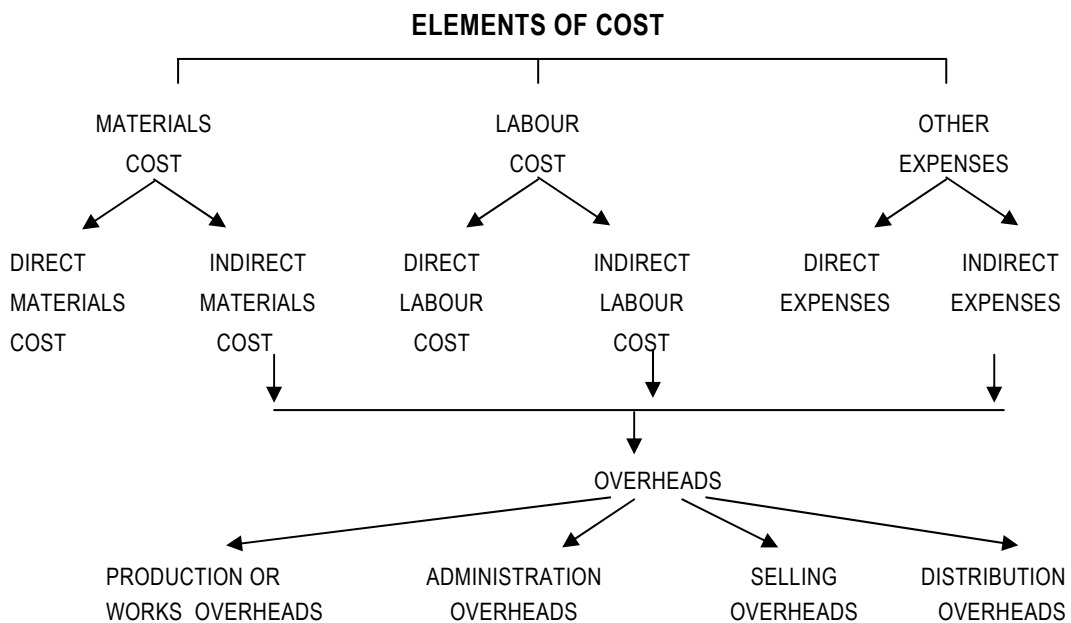 ELEMENTS OF COST
MATERIALS LABOUR OTHER
COST COST EXPENSES
DIRECT INDIRECT DIRECT INDIRECT DIRECT INDIRECT
MATERIALS MATERIALS LABOUR LABOUR EXPENSES EXPENSES
COST COST COST COST
OVERHEADS
PRODUCTION OR ADMINISTRATION SELLING DISTRIBUTION
WORKS OVERHEADS OVERHEADS OVERHEADS OVERHEADS